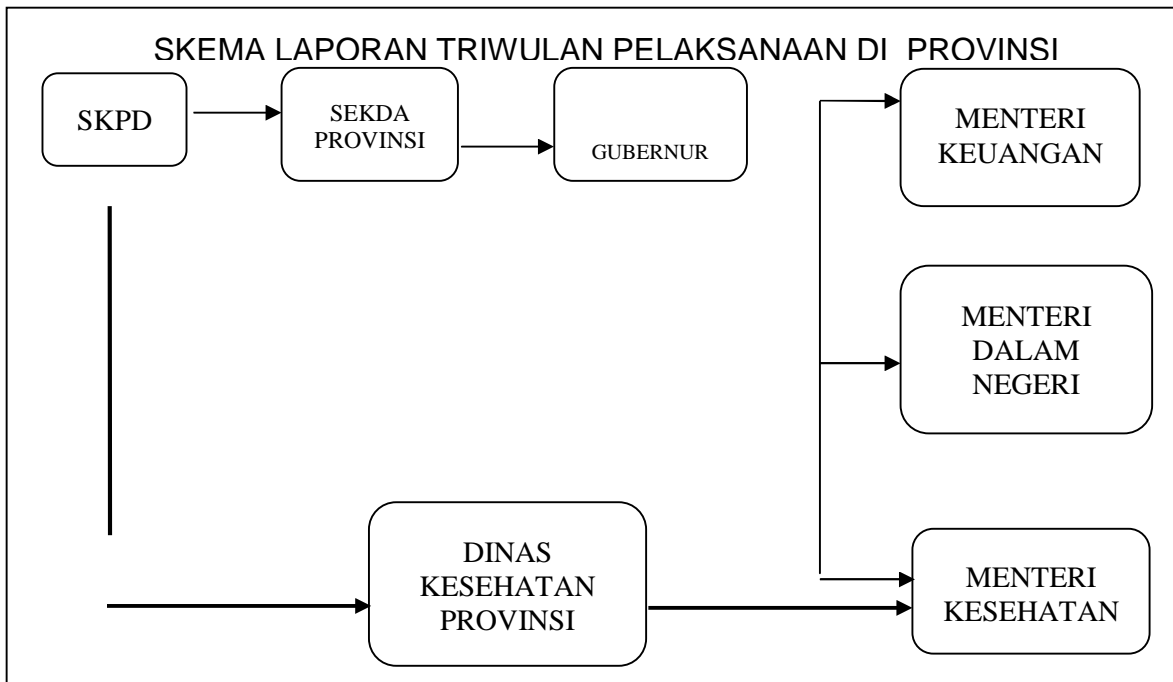 SKEMA LAPORAN TRIWULAN PELAKSANAAN DI PROVINSI
SKPD
SEKDA
PROVINSI
GUBERNUR
MENTERI
KEUANGAN
MENTERI
DALAM
NEGERI
DINAS
KESEHATAN
PROVINSI
MENTERI
KESEHATAN